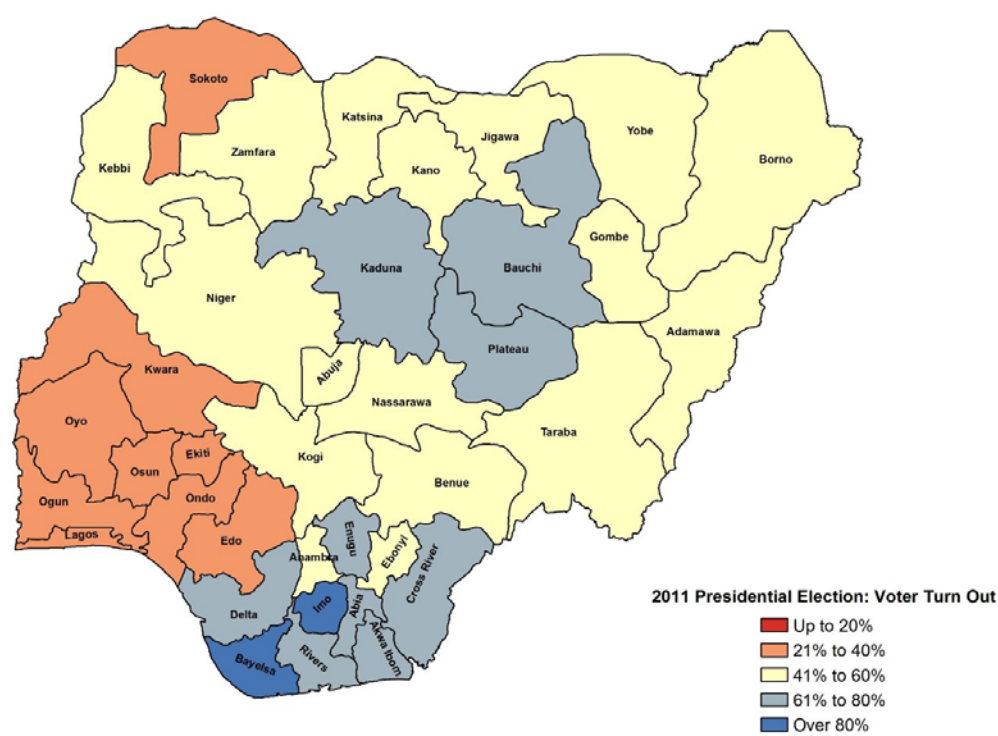 Sokoto
Katsina
Jigawa
Yobe
Zamfara
Borno
Kebbi
Kano
Gombe
Kaduna
Bauchi
Niger
Adamawa
Plateau
Kwara
Abuja
Nassarawa
Oyo
Taraba
Kogi
Ekiti
Osun
Benue
Ogun
Ondo
Lagos
Edo
Enugu
Anambra
Ebonyi
Cross River
Delta
Imo
Abia
Akwa Ibom
Bayelsa
Rivers
2011 Presidential Election: Voter Turn Out
Up to 20%
21% to 40%
41% to 60%
61% to 80%
Over 80%